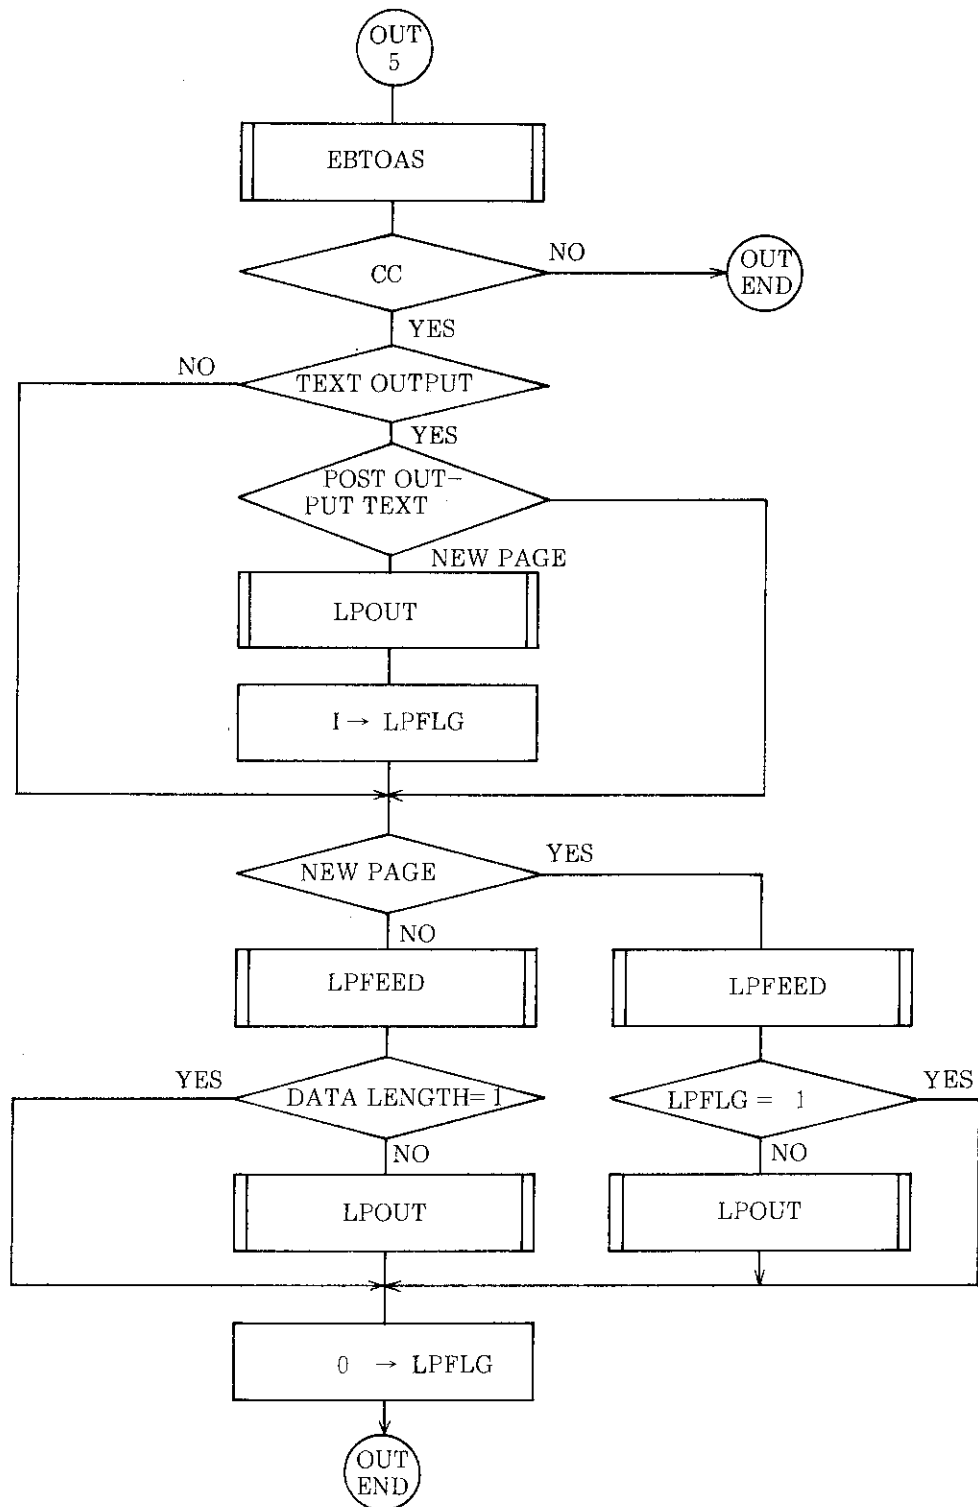 OUT
5
EBTOAS
CC
NO
OUT
END
YES
NO
TEXT OUTPUT
YES
POST OUT-
PUT TEXT
NEW PAGE
LPOUT
1 → LPFLG
NEW PAGE
YES
NO
LPFEED
LPFEED
YES
DATA LENGTH=1
LPFLG = 1
YES
NO
NO
LPOUT
LPOUT
0 → LPFLG
OUT
END